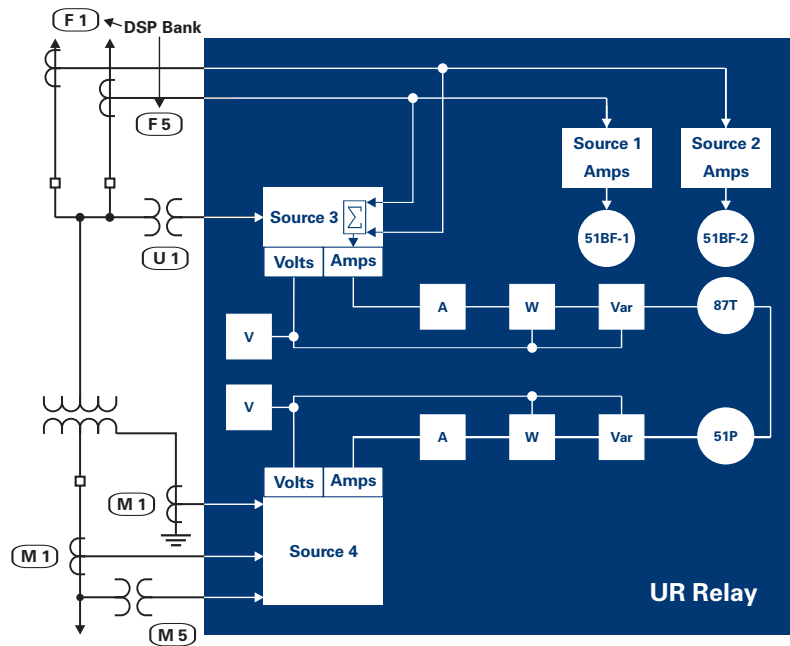 F 1
DSP Bank
F 5
Source 1
Amps
Source 2
Amps
Source 3
Σ
Volts
Amps
U 1
51BF-1
51BF-2
A
W
Var
87T
V
V
A
W
Var
51P
Volts
Amps
M 1
Source 4
M 1
M 5
UR Relay